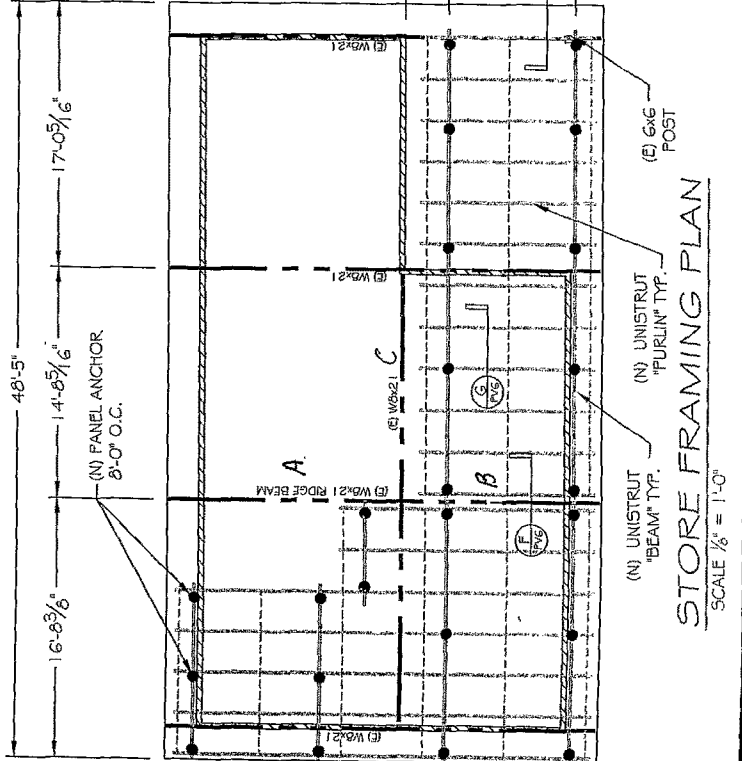 48'-5"
16'-8 3/8"
14'-8 5/16"
17'-0 5/16"
(N) PANEL ANCHOR
8'-0" O.C.
(E) W8x21
(E) W8x21
(E) W8x21 RIDGE BEAM
(E) W8x21
(E) W8x21
A
C
B
G
PV6
F
PV6
(N) UNISTRUT
"BEAM" TYP.
(N) UNISTRUT
"PURLIN" TYP.
(E) 6x6
POST
STORE FRAMING PLAN
SCALE 1/8" = 1'-0"